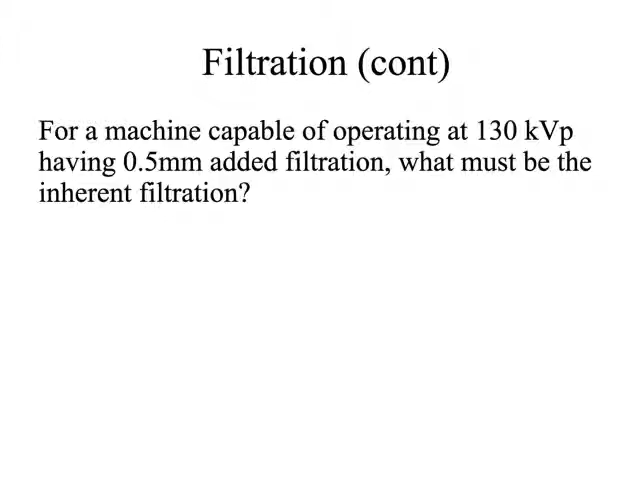 Filtration (cont)
For a machine capable of operating at 130 kVp
having 0.5mm added filtration, what must be the
inherent filtration?